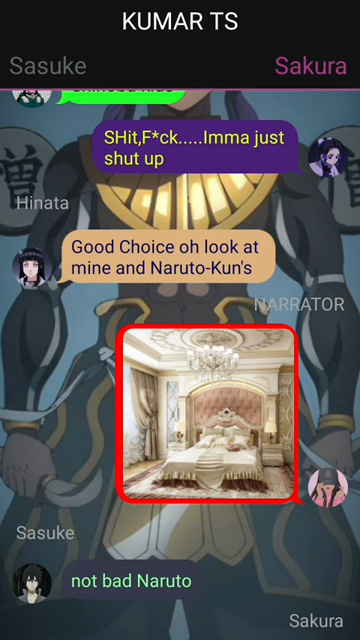 KUMAR TS
Sasuke
Sakura
SHit,F*ck.....Imma just
shut up
Hinata
Good Choice oh look at
mine and Naruto-Kun's
NARRATOR
Sasuke
not bad Naruto
Sakura